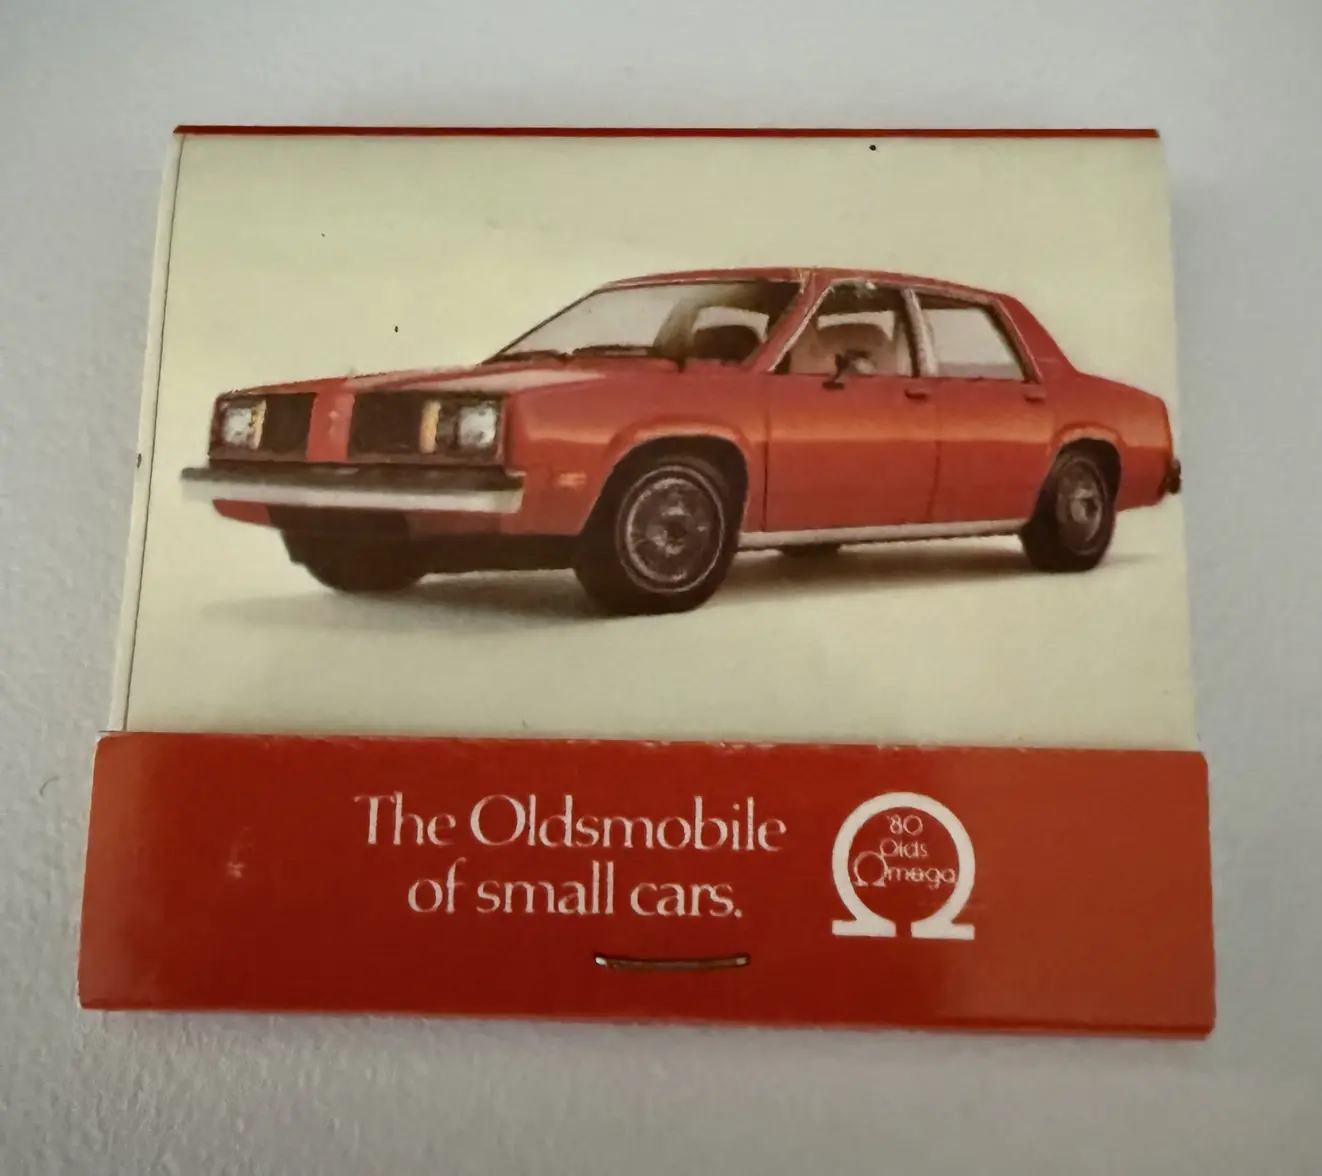 The Oldsmobile
of small cars.
'80
Olds
Omega